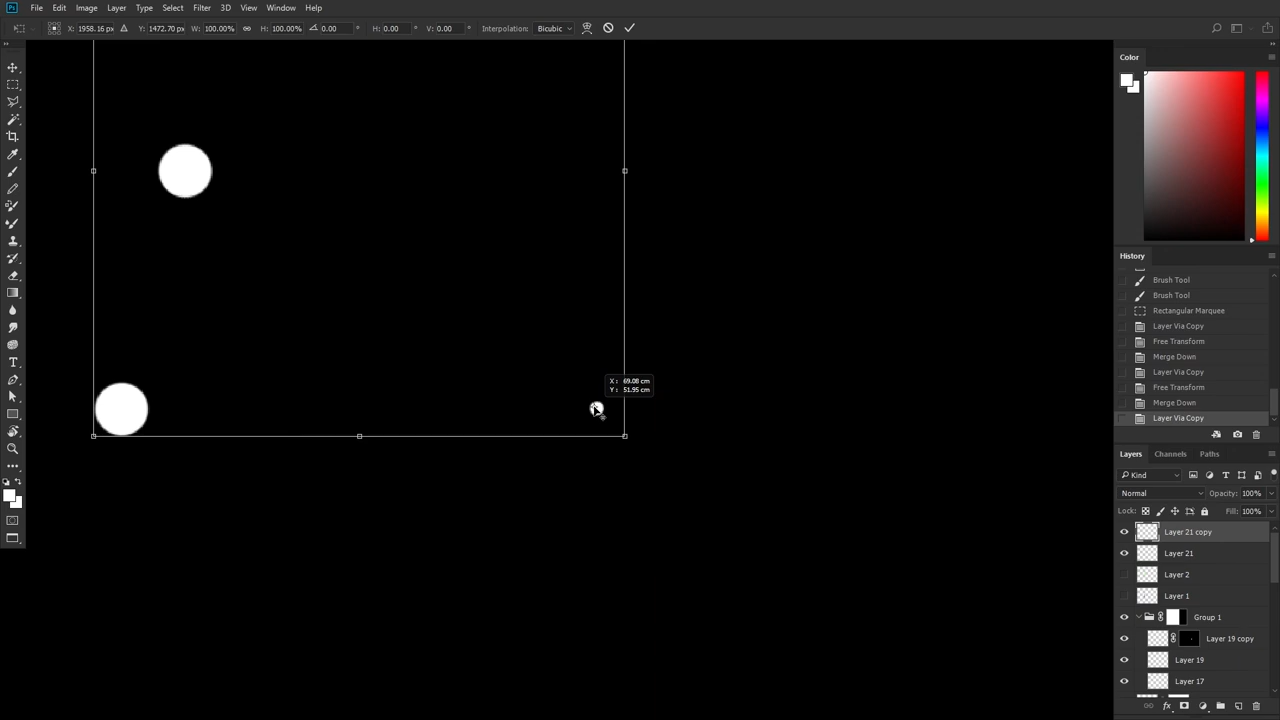 Ps File Edit Image Layer Type Select Filter 3D View Window Help
X: 1958.16 px Y: 1472.70 px W: 100.00% H: 100.00% 0.00 ° H: 0.00 ° V: 0.00 ° Interpolation: Bicubic
Color
History
Brush Tool
Brush Tool
Rectangular Marquee
Layer Via Copy
Free Transform
Merge Down
Layer Via Copy
Free Transform
Merge Down
Layer Via Copy
X: 69.08 cm
Y: 51.95 cm
Layers Channels Paths
Kind
Normal Opacity: 100%
Lock: Fill: 100%
Layer 21 copy
Layer 21
Layer 2
Layer 1
Group 1
Layer 19 copy
Layer 19
Layer 17
fx